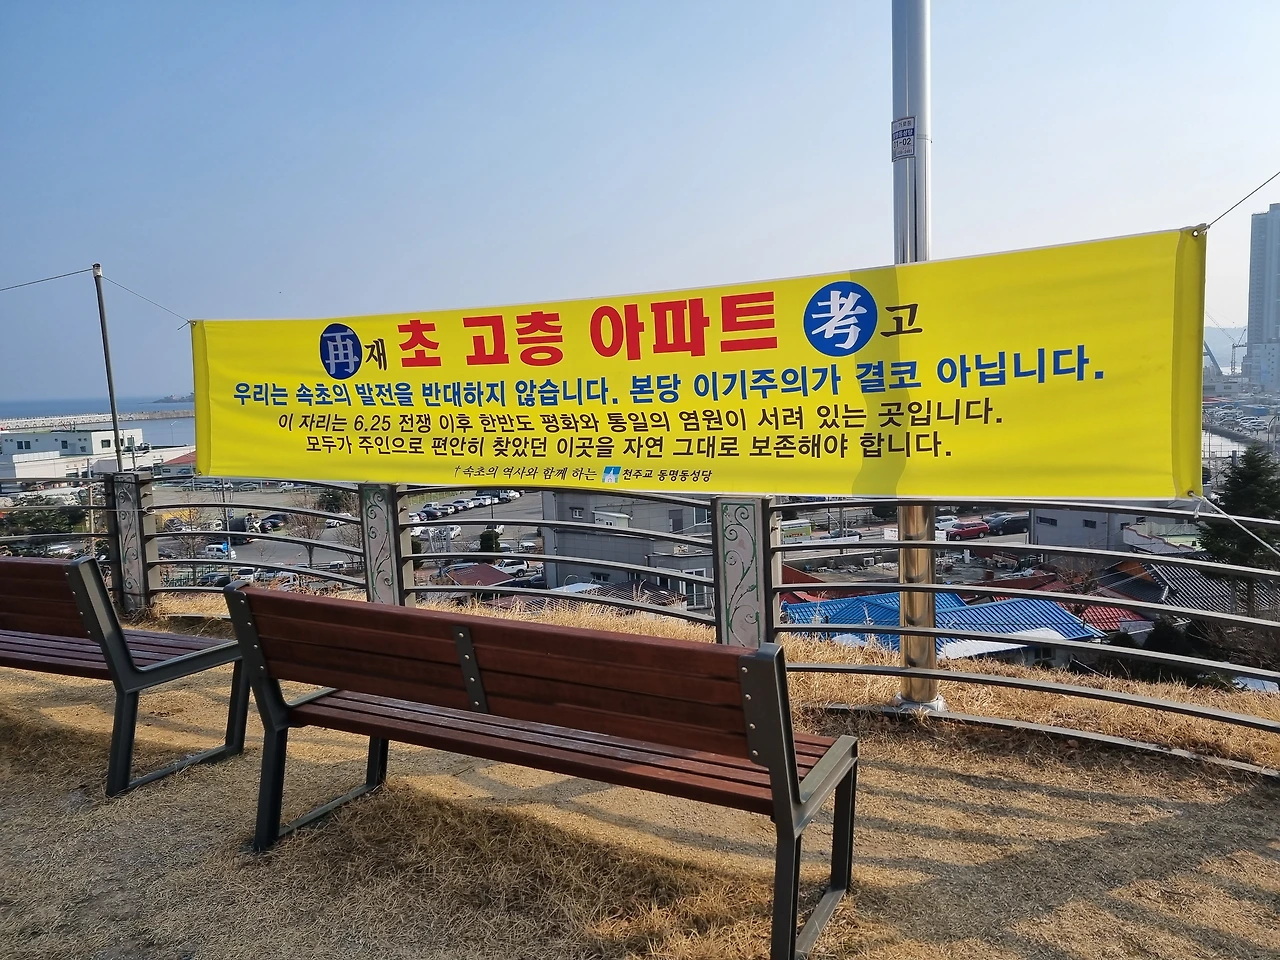 再재 초 고층 아파트 考고
우리는 속초의 발전을 반대하지 않습니다. 본당 이기주의가 결코 아닙니다.
이 자리는 6.25 전쟁 이후 한반도 평화와 통일의 염원이 서려 있는 곳입니다.
모두가 주인으로 편안히 찾았던 이곳을 자연 그대로 보존해야 합니다.
†속초의 역사와 함께 하는 천주교 동명동성당